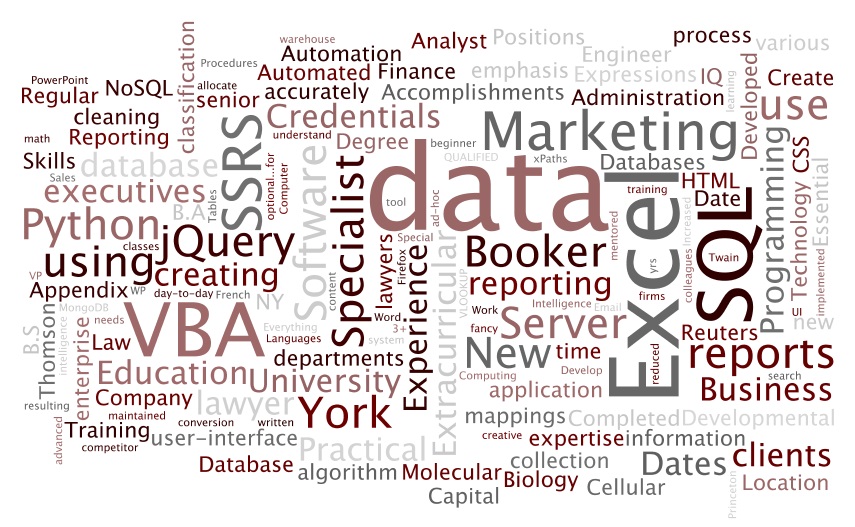 warehouse
Analyst
Positions
process
various
Procedures
Automation
Engineer
PowerPoint
NoSQL
allocate
Automated
Finance
emphasis
Expressions
IQ
learning
Create
Regular
classification
senior
accurately
Accomplishments
Administration
Developed
use
cleaning
Credentials
Marketing
math
Reporting
understand
Degree
beginner
Skills
database
SSRS
optional...for
Computer
Software
Specialist
data
QUALIFIED
xPaths
Databases
Programming
CSS
Sales
executives
Tables
tool
ad-hoc
training
HTML
Date
Technology
Essential
Python
B.A
lawyers
Special
Firefox
Extracurricular
Booker
mentored
Excel
Increased
colleagues
SQL
Twain
classes
jQuery
using
creating
VP
Appendix
WP
day-to-day
French
NY
content
VLOOKUP
reporting
yrs
firms
UI
implemented
MongoDB
needs
VBA
Everything
Languages
Word
3+
system
Experience
Work
fancy
Intelligence
Email
Server
Reuters
new
B.S
intelligence
Thomson
enterprise
Law
departments
New
time
reduced
reports
search
Education
University
Computing
Develop
application
Business
resulting
Company
lawyer
York
maintained
conversion
written
mappings
Completed
Developmental
advanced
Training
competitor
user-interface
Practical
creative
expertise
information
Database
algorithm
Molecular
collection
Dates
clients
Capital
Biology
Cellular
Princeton
Location